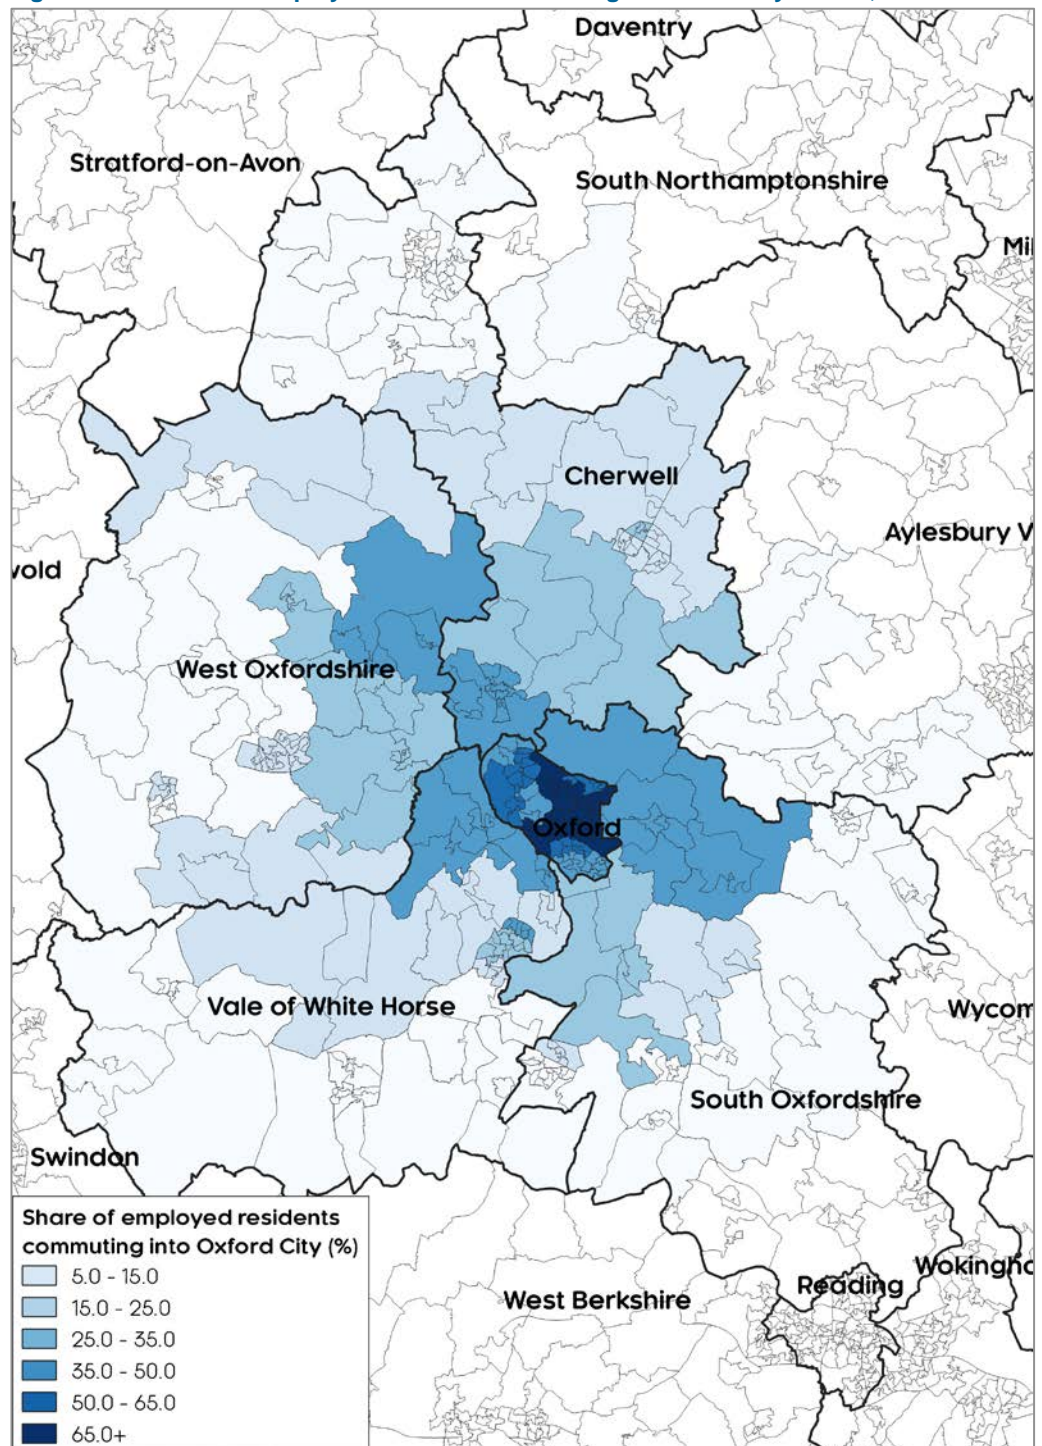 Daventry
Stratford-on-Avon
South Northamptonshire
Mil
Cherwell
Aylesbury V
wold
West Oxfordshire
Oxford
Vale of White Horse
Wycom
South Oxfordshire
Swindon
Share of employed residents
commuting into Oxford City (%)
5.0 - 15.0
15.0 - 25.0
25.0 - 35.0
35.0 - 50.0
50.0 - 65.0
65.0+
West Berkshire
Reading
Wokingha